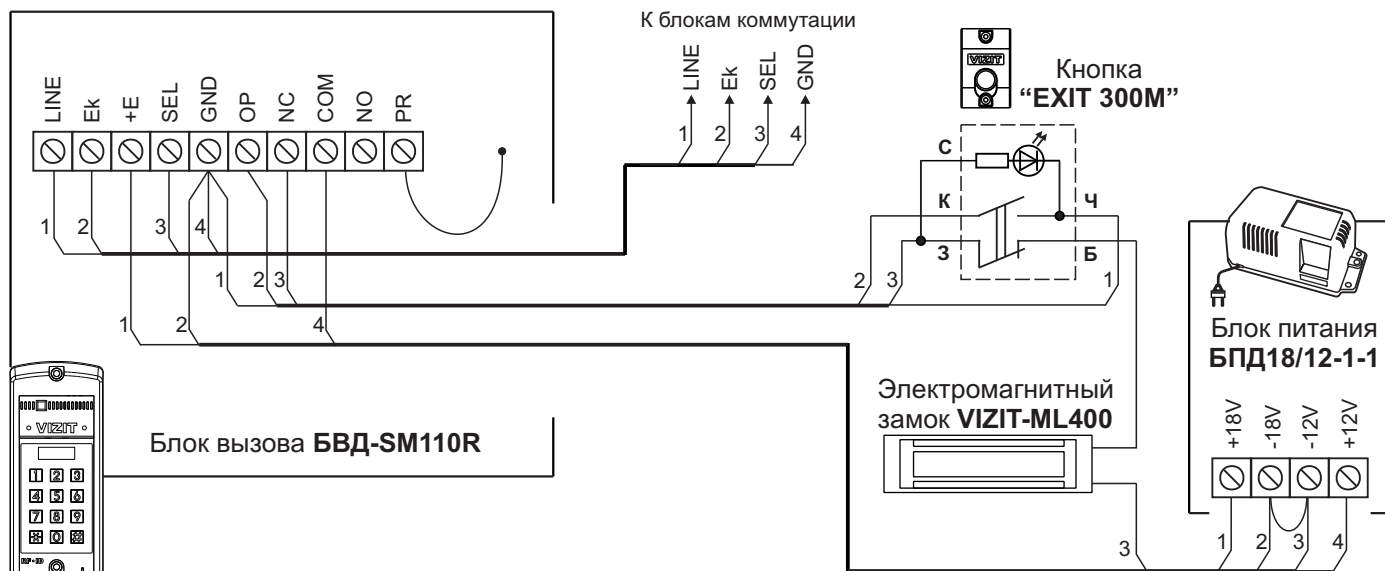 К блокам коммутации
LINE
Ek
+E
SEL
GND
OP
NC
COM
NO
PR
LINE
Ek
SEL
GND
1
2
3
4
VIZIT
Кнопка
“EXIT 300M”
С
К
Ч
З
Б
1
2
3
4
1
2
3
2
3
1
1
2
4
Блок питания
БПД18/12-1-1
Электромагнитный
замок VIZIT-ML400
+18V
-18V
-12V
+12V
VIZIT
Блок вызова БВД-SM110R
1 2 3
4 5 6
7 8 9
0
RF-ID
3
1
2
3
4